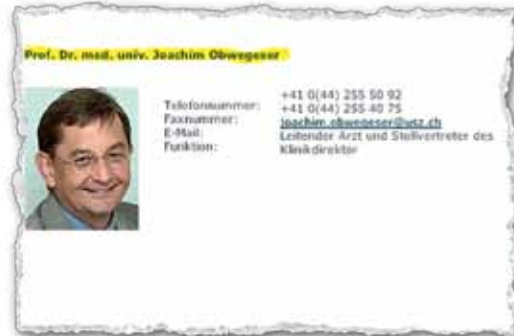 Prof. Dr. med. univ. Joachim Obwegeser
Telefonnummer: +41 0(44) 255 50 92
Faxnummer: +41 0(44) 255 40 75
E-Mail: joachim.obwegeser@usz.ch
Funktion: Leitender Arzt und Stellvertreter des
Klinikdirektor